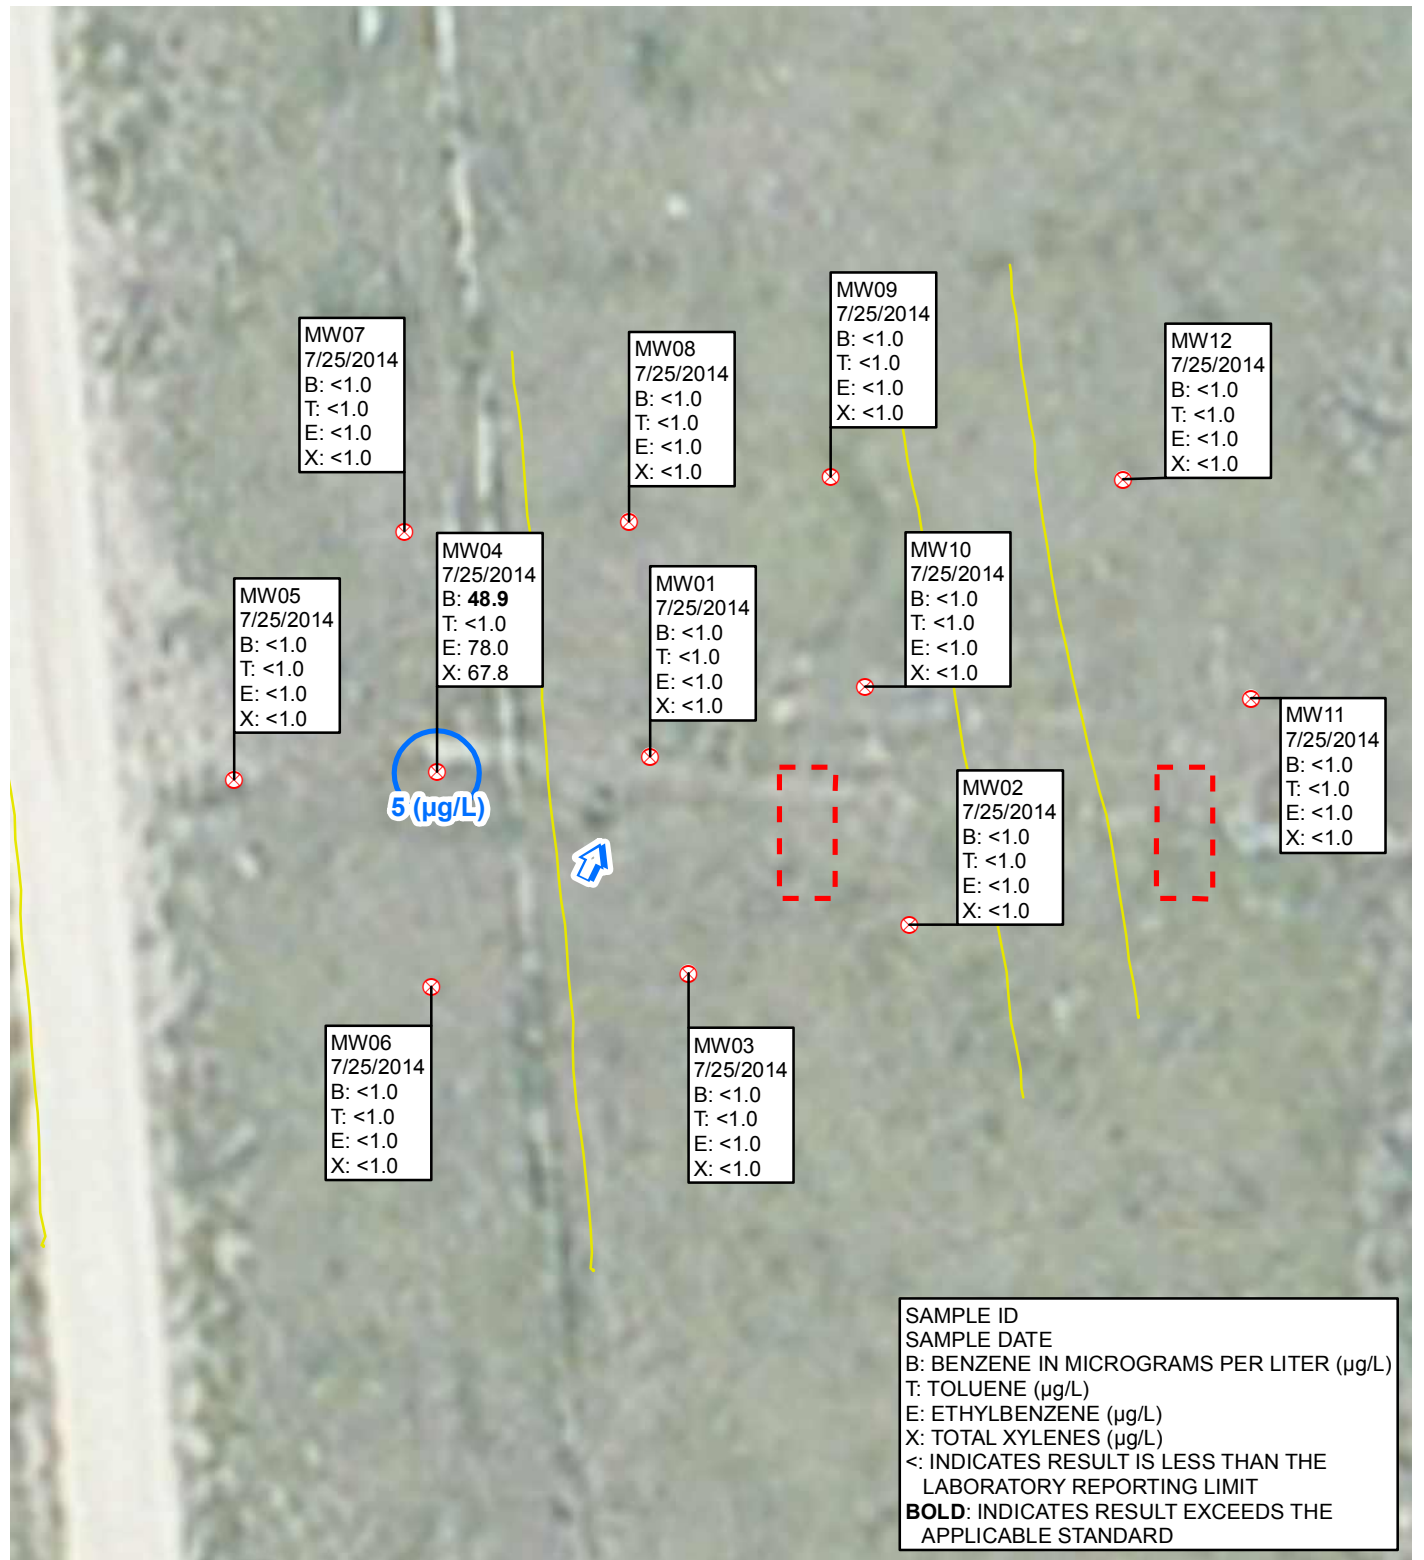 MW09
7/25/2014
B: <1.0
T: <1.0
E: <1.0
X: <1.0
MW07
7/25/2014
B: <1.0
T: <1.0
E: <1.0
X: <1.0
MW08
7/25/2014
B: <1.0
T: <1.0
E: <1.0
X: <1.0
MW12
7/25/2014
B: <1.0
T: <1.0
E: <1.0
X: <1.0
MW04
7/25/2014
B: 48.9
T: <1.0
E: 78.0
X: 67.8
MW10
7/25/2014
B: <1.0
T: <1.0
E: <1.0
X: <1.0
MW05
7/25/2014
B: <1.0
T: <1.0
E: <1.0
X: <1.0
MW01
7/25/2014
B: <1.0
T: <1.0
E: <1.0
X: <1.0
MW11
7/25/2014
B: <1.0
T: <1.0
E: <1.0
X: <1.0
5 (µg/L)
MW02
7/25/2014
B: <1.0
T: <1.0
E: <1.0
X: <1.0
MW06
7/25/2014
B: <1.0
T: <1.0
E: <1.0
X: <1.0
MW03
7/25/2014
B: <1.0
T: <1.0
E: <1.0
X: <1.0
SAMPLE ID
SAMPLE DATE
B: BENZENE IN MICROGRAMS PER LITER (µg/L)
T: TOLUENE (µg/L)
E: ETHYLBENZENE (µg/L)
X: TOTAL XYLENES (µg/L)
<: INDICATES RESULT IS LESS THAN THE
LABORATORY REPORTING LIMIT
BOLD: INDICATES RESULT EXCEEDS THE
APPLICABLE STANDARD